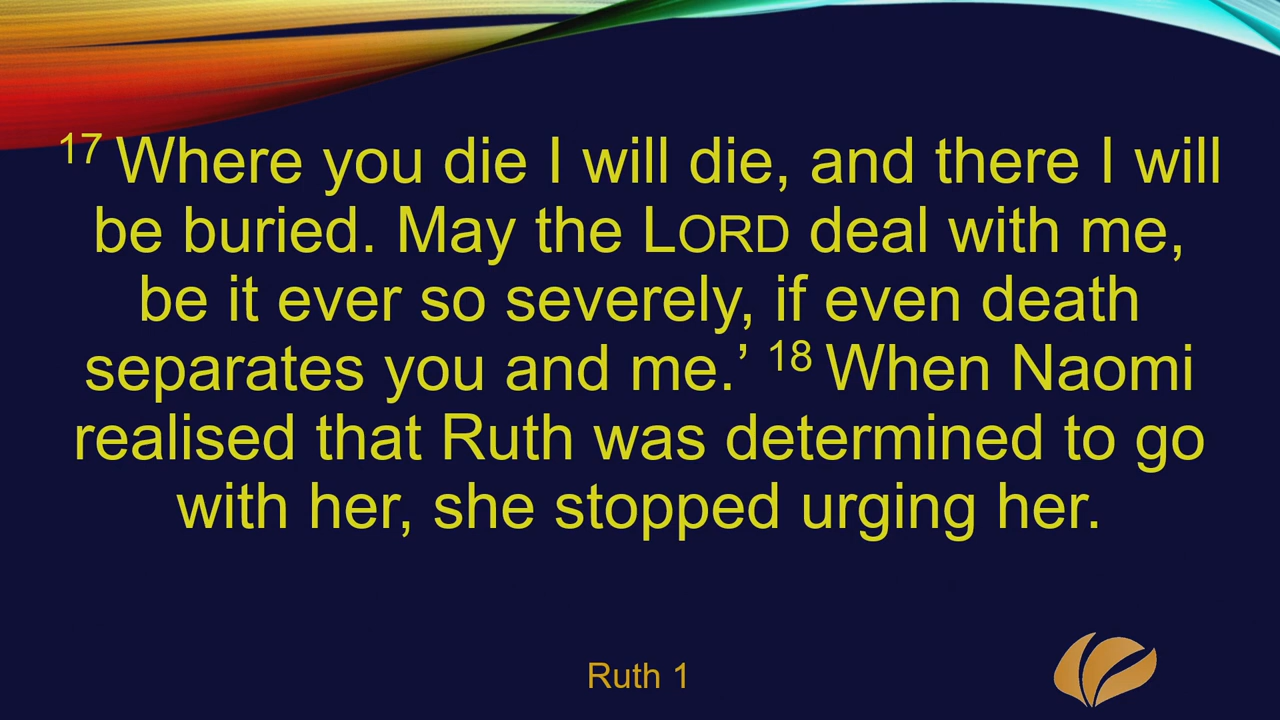 17 Where you die I will die, and there I will
be buried. May the LORD deal with me,
be it ever so severely, if even death
separates you and me.’ 18 When Naomi
realised that Ruth was determined to go
with her, she stopped urging her.
Ruth 1